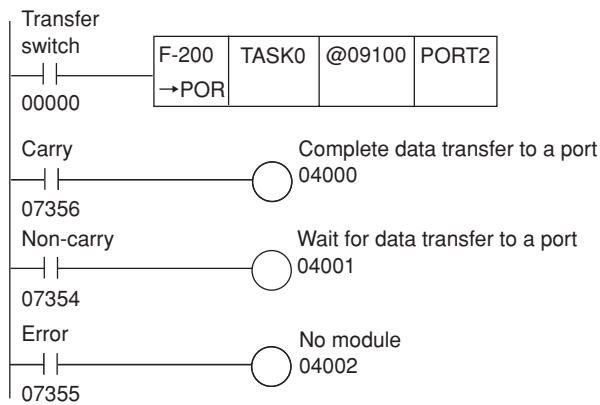 Transfer
switch
00000
F-200
→POR
TASK0
@09100
PORT2
Carry
07356
Complete data transfer to a port
04000
Non-carry
07354
Wait for data transfer to a port
04001
Error
07355
No module
04002